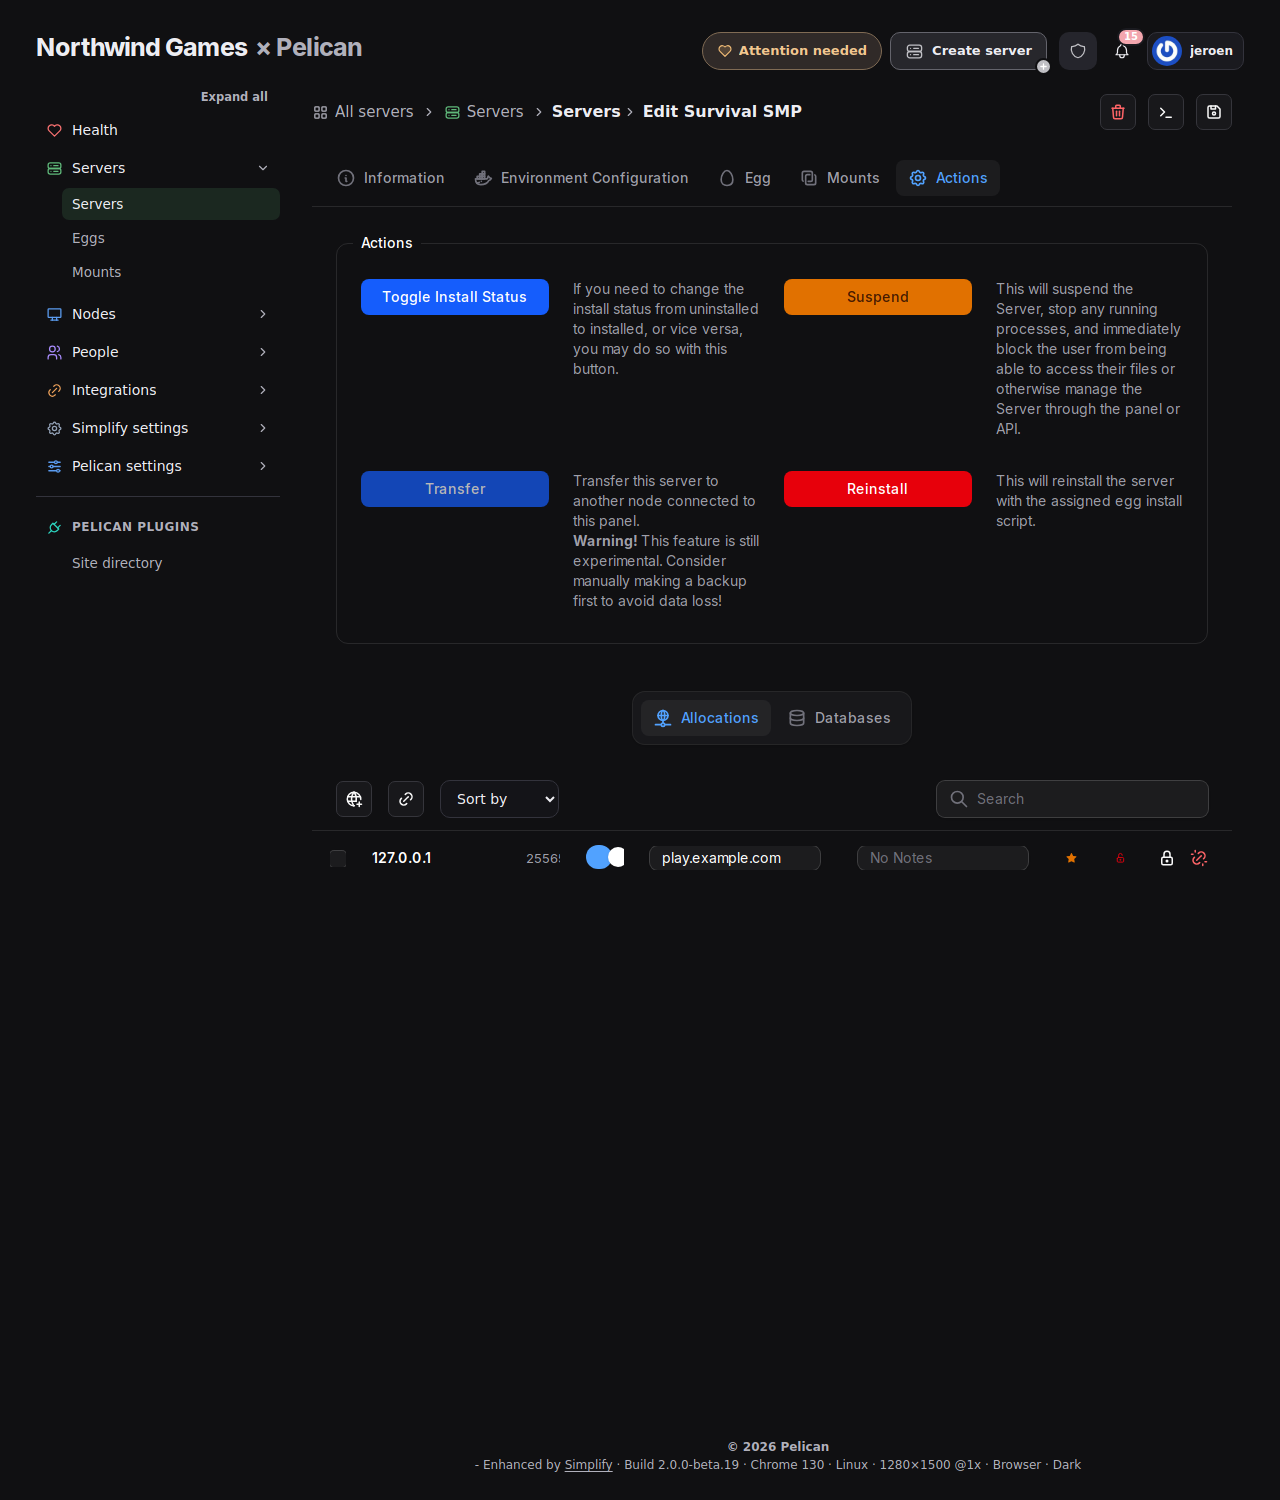 Northwind Games × Pelican
Attention needed
Create server
15
jeroen
Expand all
Health
Servers
Servers
Eggs
Mounts
Nodes
People
Integrations
Simplify settings
Pelican settings
PELICAN PLUGINS
Site directory
All servers > Servers > Servers > Edit Survival SMP
Information
Environment Configuration
Egg
Mounts
Actions
Actions
Toggle Install Status
If you need to change the
install status from uninstalled
to installed, or vice versa,
you may do so with this
button.
Suspend
This will suspend the
Server, stop any running
processes, and immediately
block the user from being
able to access their files or
otherwise manage the
Server through the panel or
API.
Transfer
Transfer this server to
another node connected to
this panel.
Warning! This feature is still
experimental. Consider
manually making a backup
first to avoid data loss!
Reinstall
This will reinstall the server
with the assigned egg install
script.
Allocations
Databases
Sort by
Search
127.0.0.1
play.example.com
No Notes
© 2026 Pelican
- Enhanced by Simplify · Build 2.0.0-beta.19 · Chrome 130 · Linux · 1280×1500 @1x · Browser · Dark